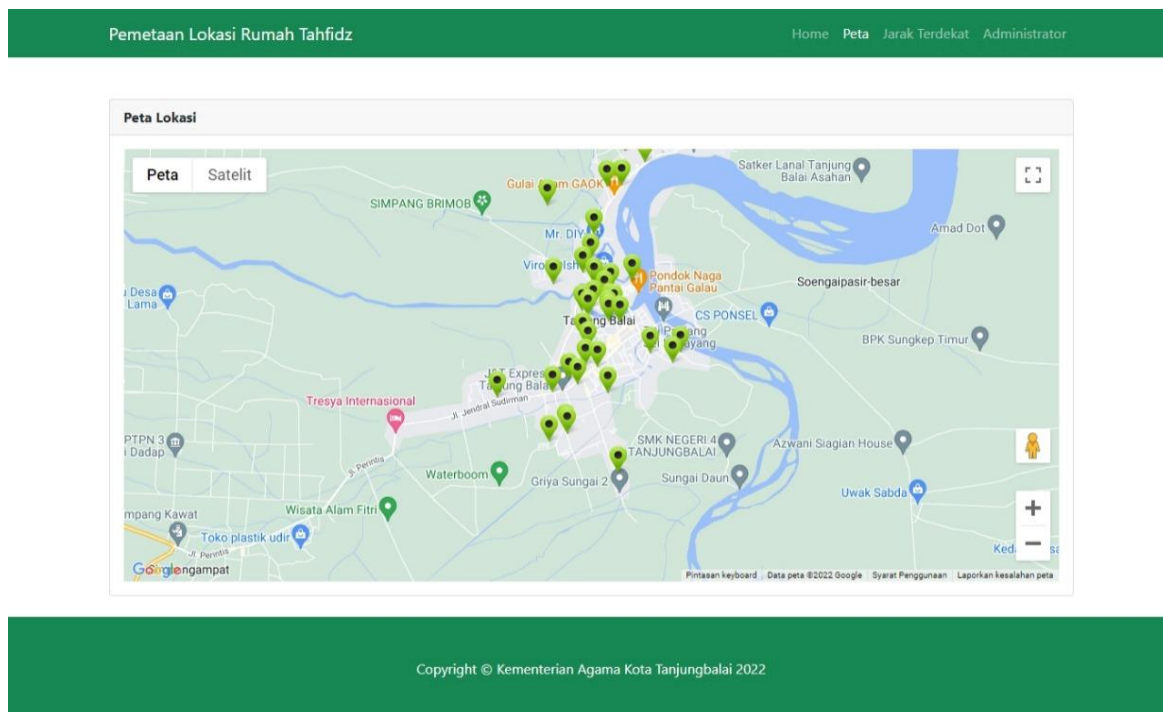 Pemetaan Lokasi Rumah Tahfidz
Home Peta Jarak Terdekat Administrator
Peta Lokasi
Peta Satelit
Satker Lanal Tanjung
Balai Asahan
SIMPANG BRIMOB
Amad Dot
Mr. DIY
Pondok Naga
Pantai Galau
Soengaipasir-besar
Desa
Lama
CS PONSEL
BPK Sungkep Timur
Balai
Tresya Internasional
Jl. Jendral Sudirman
PTPN 3
Dadap
SMK NEGERI 4
TANJUNGBALAI
Azwani Siagian House
Jl. Perintis
Waterboom
Griya Sungai 2
Sungai Daun
Uwak Sabda
Wisata Alam Fitri
Kawat
Toko plastik udin
Jl. Perintis
Google
Pintasan keyboard Data peta ©2022 Google Syarat Penggunaan Laporkan kesalahan peta
Copyright © Kementerian Agama Kota Tanjungbalai 2022